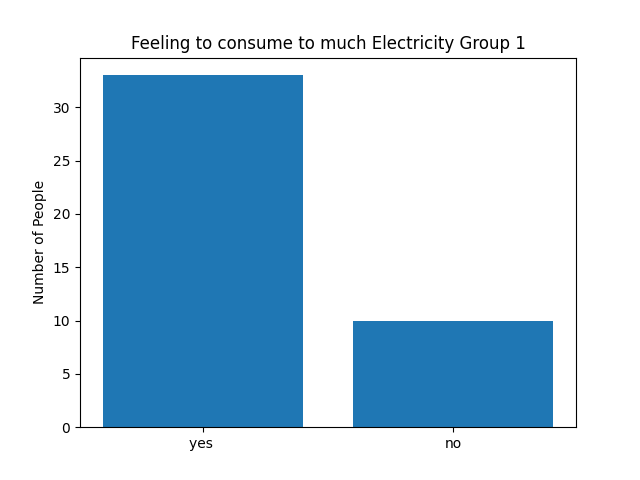 Feeling to consume to much Electricity Group 1
Number of People
30
25
20
15
10
5
0
yes
no